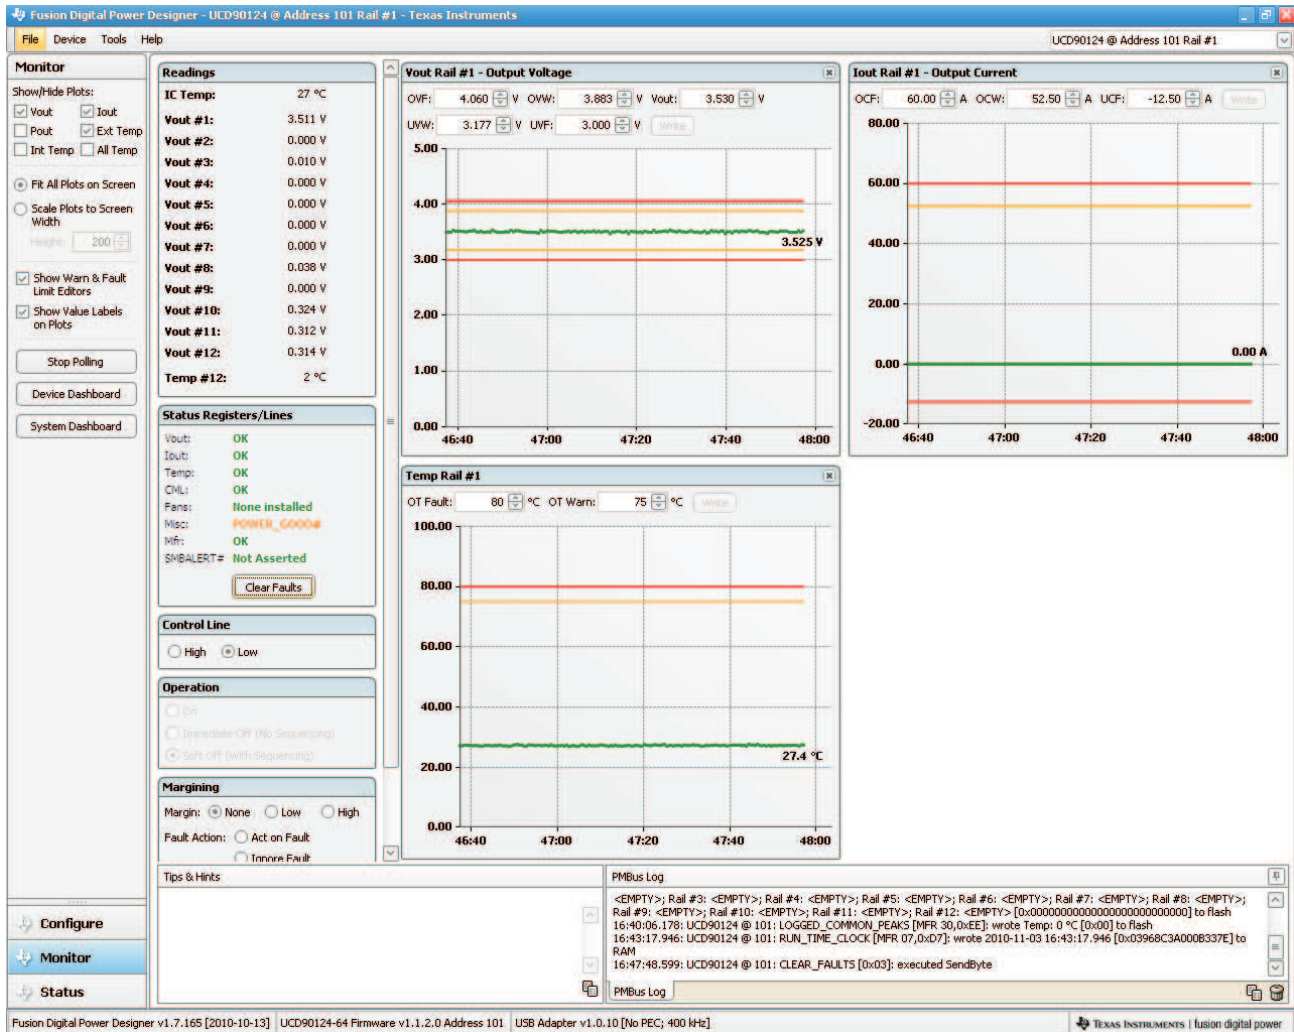 Fusion Digital Power Designer - UCD90124 @ Address 101 Rail #1 - Texas Instruments
File Device Tools Help
UCD90124 @ Address 101 Rail #1
Monitor
Show/Hide Plots:
Vout Iout
Pout Ext Temp
Int Temp All Temp
Fit All Plots on Screen
Scale Plots to Screen
Width
Height: 200
Show Warn & Fault
Limit Editors
Show Value Labels
on Plots
Stop Polling
Device Dashboard
System Dashboard
Configure
Monitor
Status
Readings
IC Temp: 27 °C
Vout #1: 3.511 V
Vout #2: 0.000 V
Vout #3: 0.010 V
Vout #4: 0.000 V
Vout #5: 0.000 V
Vout #6: 0.000 V
Vout #7: 0.000 V
Vout #8: 0.038 V
Vout #9: 0.000 V
Vout #10: 0.324 V
Vout #11: 0.312 V
Vout #12: 0.314 V
Temp #12: 2 °C
Status Registers/Lines
Vout: OK
Iout: OK
Temp: OK
CML: OK
Fans: None installed
Misc: POWER_GOOD#
Mfr: OK
SMBALERT# Not Asserted
Clear Faults
Control Line
High Low
Operation
On
Immediate Off (No Sequencing)
Soft Off (With Sequencing)
Margining
Margin: None Low High
Fault Action: Act on Fault
Ignore Fault
Vout Rail #1 - Output Voltage
OVF: 4.060 V OVW: 3.883 V Vout: 3.530 V
UVW: 3.177 V UVF: 3.000 V Write
5.00
4.00
3.00
2.00
1.00
0.00
3.525 V
46:40 47:00 47:20 47:40 48:00
Iout Rail #1 - Output Current
OCF: 60.00 A OCW: 52.50 A UCF: -12.50 A Write
80.00
60.00
40.00
20.00
0.00
-20.00
0.00 A
46:40 47:00 47:20 47:40 48:00
Temp Rail #1
OT Fault: 80 °C OT Warn: 75 °C Write
100.00
80.00
60.00
40.00
20.00
0.00
27.4 °C
46:40 47:00 47:20 47:40 48:00
Tips & Hints
PMBus Log
<EMPTY>; Rail #3: <EMPTY>; Rail #4: <EMPTY>; Rail #5: <EMPTY>; Rail #6: <EMPTY>; Rail #7: <EMPTY>; Rail #8: <EMPTY>;
Rail #9: <EMPTY>; Rail #10: <EMPTY>; Rail #11: <EMPTY>; Rail #12: <EMPTY> [0x00000000000000000000000000] to flash
16:40:06.178: UCD90124 @ 101: LOGGED_COMMON_PEAKS [MFR 30,0xEE]: wrote Temp: 0 °C [0x00] to flash
16:43:17.946: UCD90124 @ 101: RUN_TIME_CLOCK [MFR 07,0xD7]: wrote 2010-11-03 16:43:17.946 [0x03968C3A000B337E] to
RAM
16:47:48.599: UCD90124 @ 101: CLEAR_FAULTS [0x03]: executed SendByte
PMBus Log
Fusion Digital Power Designer v1.7.165 [2010-10-13] UCD90124-64 Firmware v1.1.2.0 Address 101 USB Adapter v1.0.10 [No PEC; 400 kHz] TEXAS INSTRUMENTS | fusion digital power